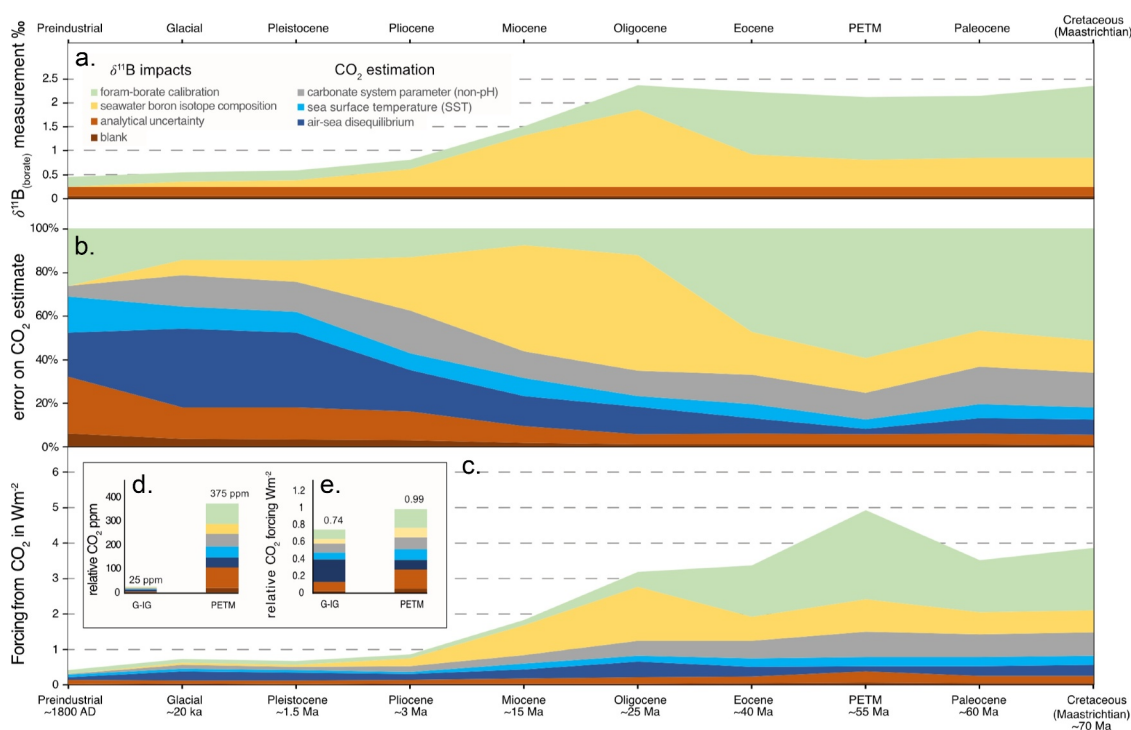 Preindustrial Glacial Pleistocene Pliocene Miocene Oligocene Eocene PETM Paleocene Cretaceous
(Maastrichtian)
δ¹¹B(borate) measurement ‰
a.
δ¹¹B impacts
foram-borate calibration
seawater boron isotope composition
analytical uncertainty
blank
CO₂ estimation
carbonate system parameter (non-pH)
sea surface temperature (SST)
air-sea disequilibrium
2.5
2
1.5
1
0.5
0
error on CO₂ estimate
b.
100%
80%
60%
40%
20%
0%
Forcing from CO₂ in Wm⁻²
c.
6
5
4
3
2
1
0
d.
relative CO₂ ppm
400
300
200
100
0
25 ppm
375 ppm
G-IG PETM
e.
relative CO₂ forcing Wm⁻²
1.2
1
0.8
0.6
0.4
0.2
0
0.74
0.99
G-IG PETM
Preindustrial Glacial Pleistocene Pliocene Miocene Oligocene Eocene PETM Paleocene Cretaceous
~1800 AD ~20 ka ~1.5 Ma ~3 Ma ~15 Ma ~25 Ma ~40 Ma ~55 Ma ~60 Ma (Maastrichtian)
~70 Ma